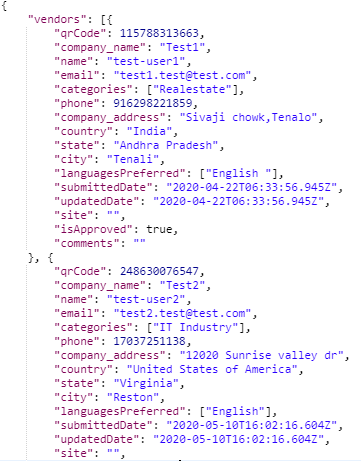 {
"vendors": [{
"qrCode": 115788313663,
"company_name": "Test1",
"name": "test-user1",
"email": "test1.test@test.com",
"categories": ["Realestate"],
"phone": 916298221859,
"company_address": "Sivaji chowk,Tenalo",
"country": "India",
"state": "Andhra Pradesh",
"city": "Tenali",
"languagesPreferred": ["English "],
"submittedDate": "2020-04-22T06:33:56.945Z",
"updatedDate": "2020-04-22T06:33:56.945Z",
"site": "",
"isApproved": true,
"comments": ""
}, {
"qrCode": 248630076547,
"company_name": "Test2",
"name": "test-user2",
"email": "test2.test@test.com",
"categories": ["IT Industry"],
"phone": 17037251138,
"company_address": "12020 Sunrise valley dr",
"country": "United States of America",
"state": "Virginia",
"city": "Reston",
"languagesPreferred": ["English"],
"submittedDate": "2020-05-10T16:02:16.604Z",
"updatedDate": "2020-05-10T16:02:16.604Z",
"site": "",